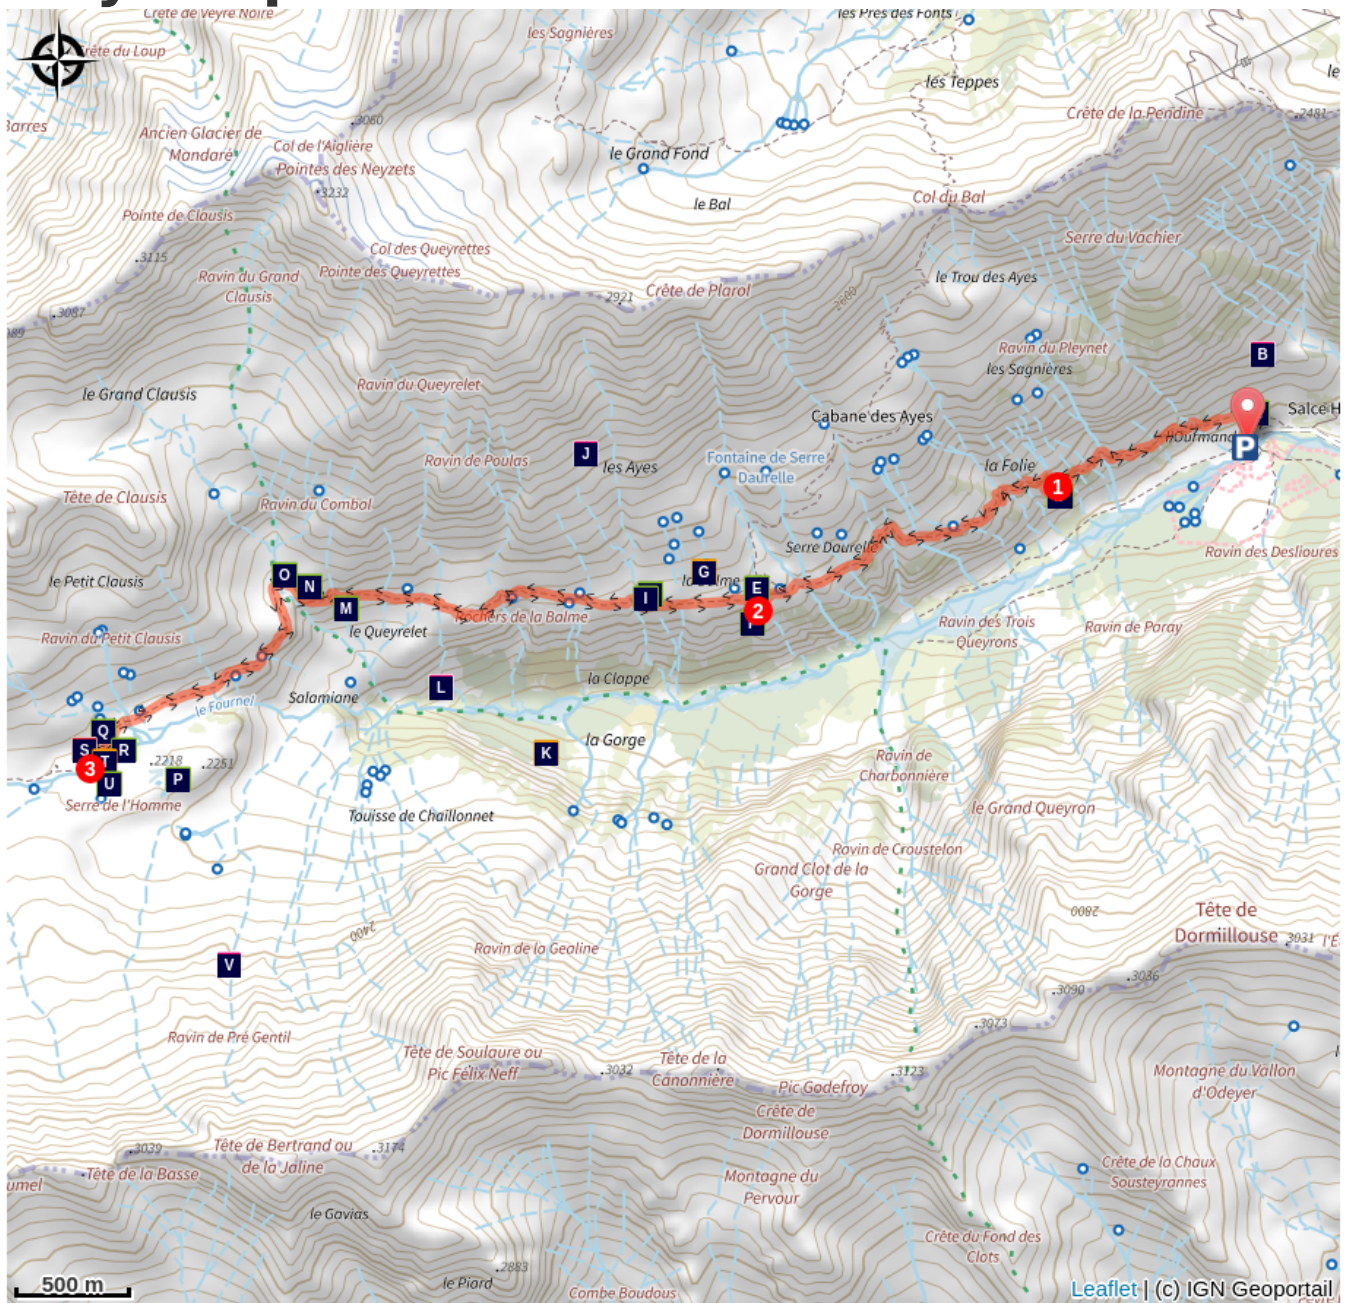 Crête de Veyre Noire
Crête du Loup
les Sagnières
les Prés des Fonts
les Teppes
le
Barres
Ancien Glacier de
Mandaré
Col de l'Aiglière
3060
Pointes des Neyzets
3232
le Grand Fond
Crête de la Pendine
2481
Pointe de Clausis
le Bal
Col du Bal
3115
Col des Queyrettes
Pointe des Queyrettes
Serre du Vachier
Ravin du Grand
Clausis
le Trou des Ayes
3087
2921
Crête de Plarol
2600
Ravin du Pleynet
B
les Sagnières
Ravin du Queyrelet
le Grand Clausis
Cabane des Ayes
Salce
P
Ravin de Poulas
J
les Ayes
Fontaine de Serre
Daurelle
la Folie
1
Tête de Clausis
Ravin du Combal
Serre Daurelle
Ravin des Deslioures
le Petit Clausis
O
N
M
G
E
I
2
Rochers de la Balme
Ravin du Petit Clausis
le Queyrelet
Ravin des Trois
Queyrons
Ravin de Paray
la Clappe
L
Salamiane
le Fournel
Q
S
R
T
3
U
P
2218
2251
Serre de l'Homme
la Gorge
K
Ravin de
Charbonnière
le Grand Queyron
Touisse de Chaillonnet
Ravin de Croustelon
Grand Clot de la
Gorge
2800
2400
Tête de
Dormillouse
3031
Ravin de la Gealine
V
3036
3090
Ravin de Pré Gentil
3073
Tête de Soulaure ou
Pic Félix Neff
3032
Tête de la
Canonnière
Pic Godefroy
3123
Montagne du Vallon
d'Odeyer
Crête de
Dormillouse
3039
Tête de Bertrand ou
de la Jaline
3174
Tête de la Basse
umel
Montagne du
Pervour
Crête de la Chaux
Sousteyrannes
le Gavias
Crête du Fond des
Clots
2883
le Piard
Combe Boudous
500 m
Leaflet | (c) IGN Geoportail